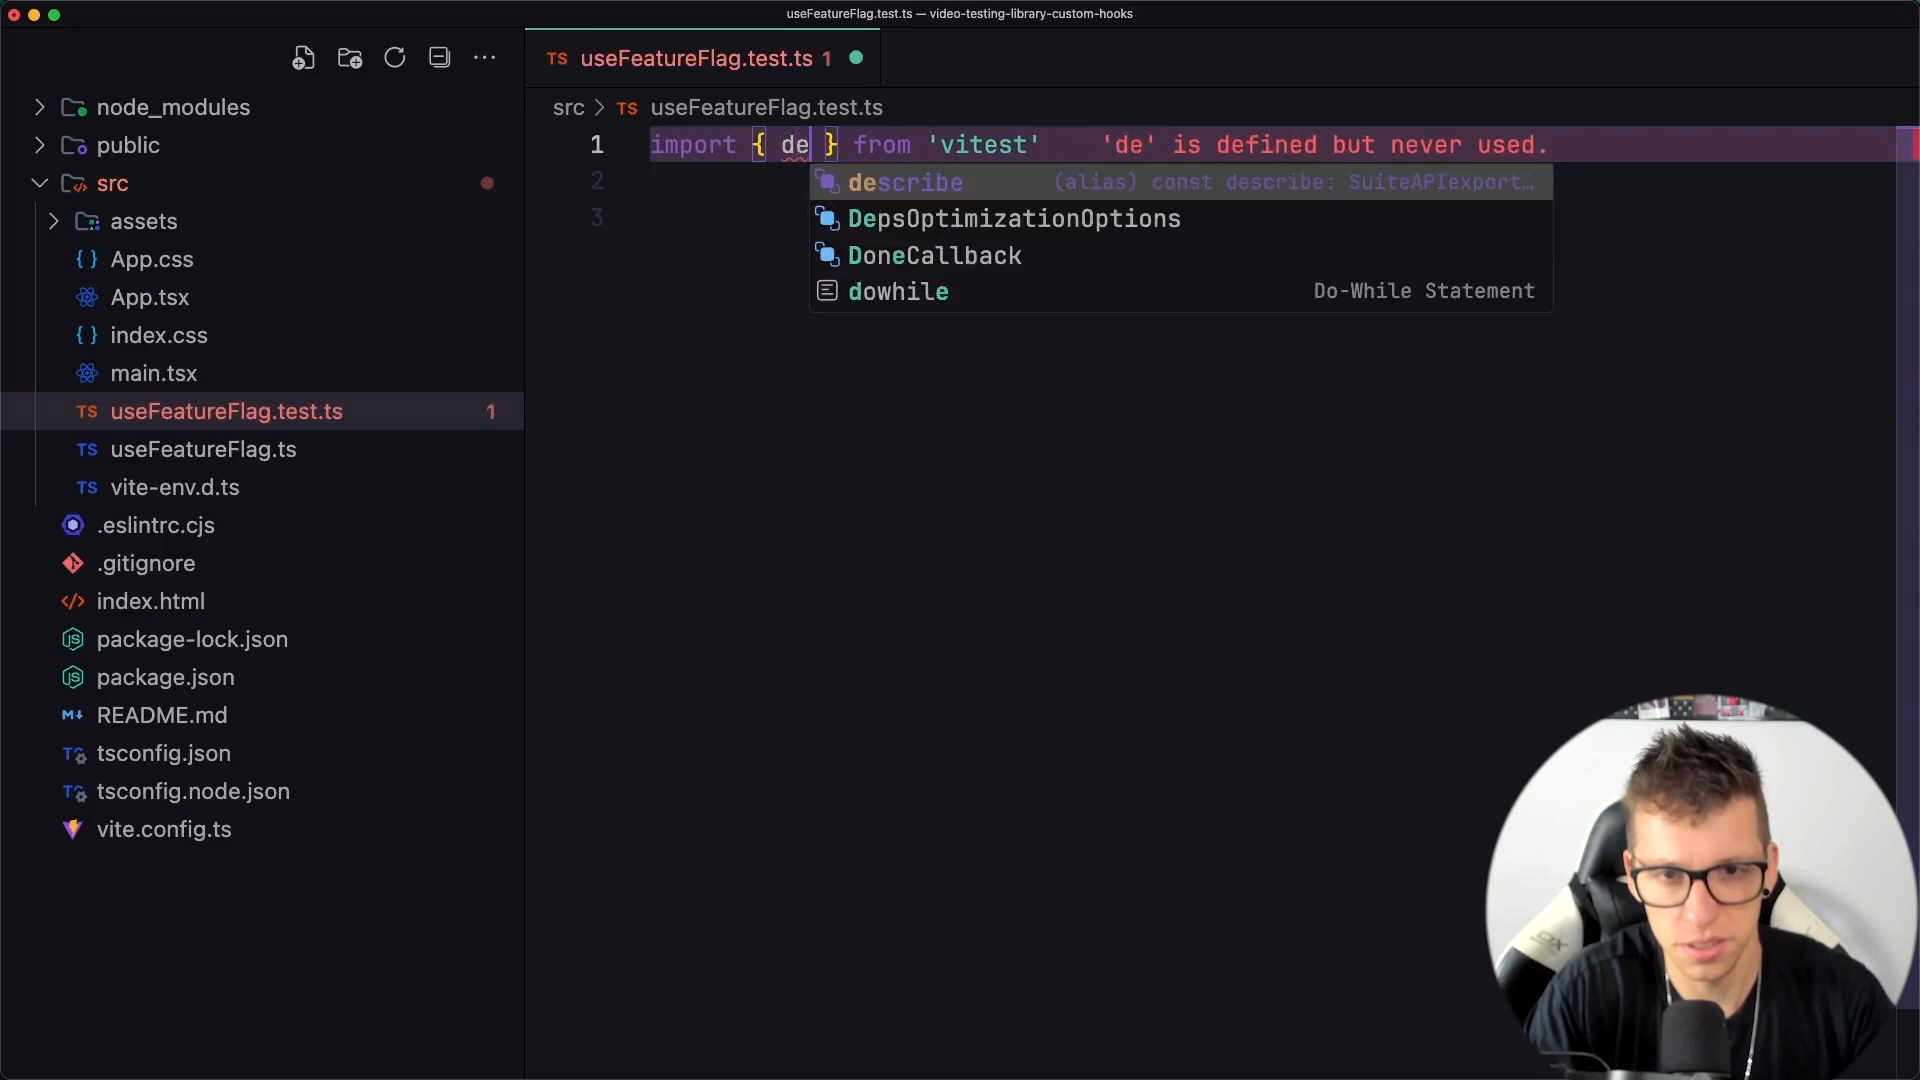 useFeatureFlag.test.ts — video-testing-library-custom-hooks
TS useFeatureFlag.test.ts 1
node_modules
public
src
assets
App.css
App.tsx
index.css
main.tsx
TS useFeatureFlag.test.ts 1
TS useFeatureFlag.ts
TS vite-env.d.ts
.eslintrc.cjs
.gitignore
index.html
package-lock.json
package.json
README.md
tsconfig.json
tsconfig.node.json
vite.config.ts
src > TS useFeatureFlag.test.ts
1 import { de } from 'vitest' 'de' is defined but never used.
2
3
describe (alias) const describe: SuiteAPIexport…
DepsOptimizationOptions
DoneCallback
dowhile Do-While Statement